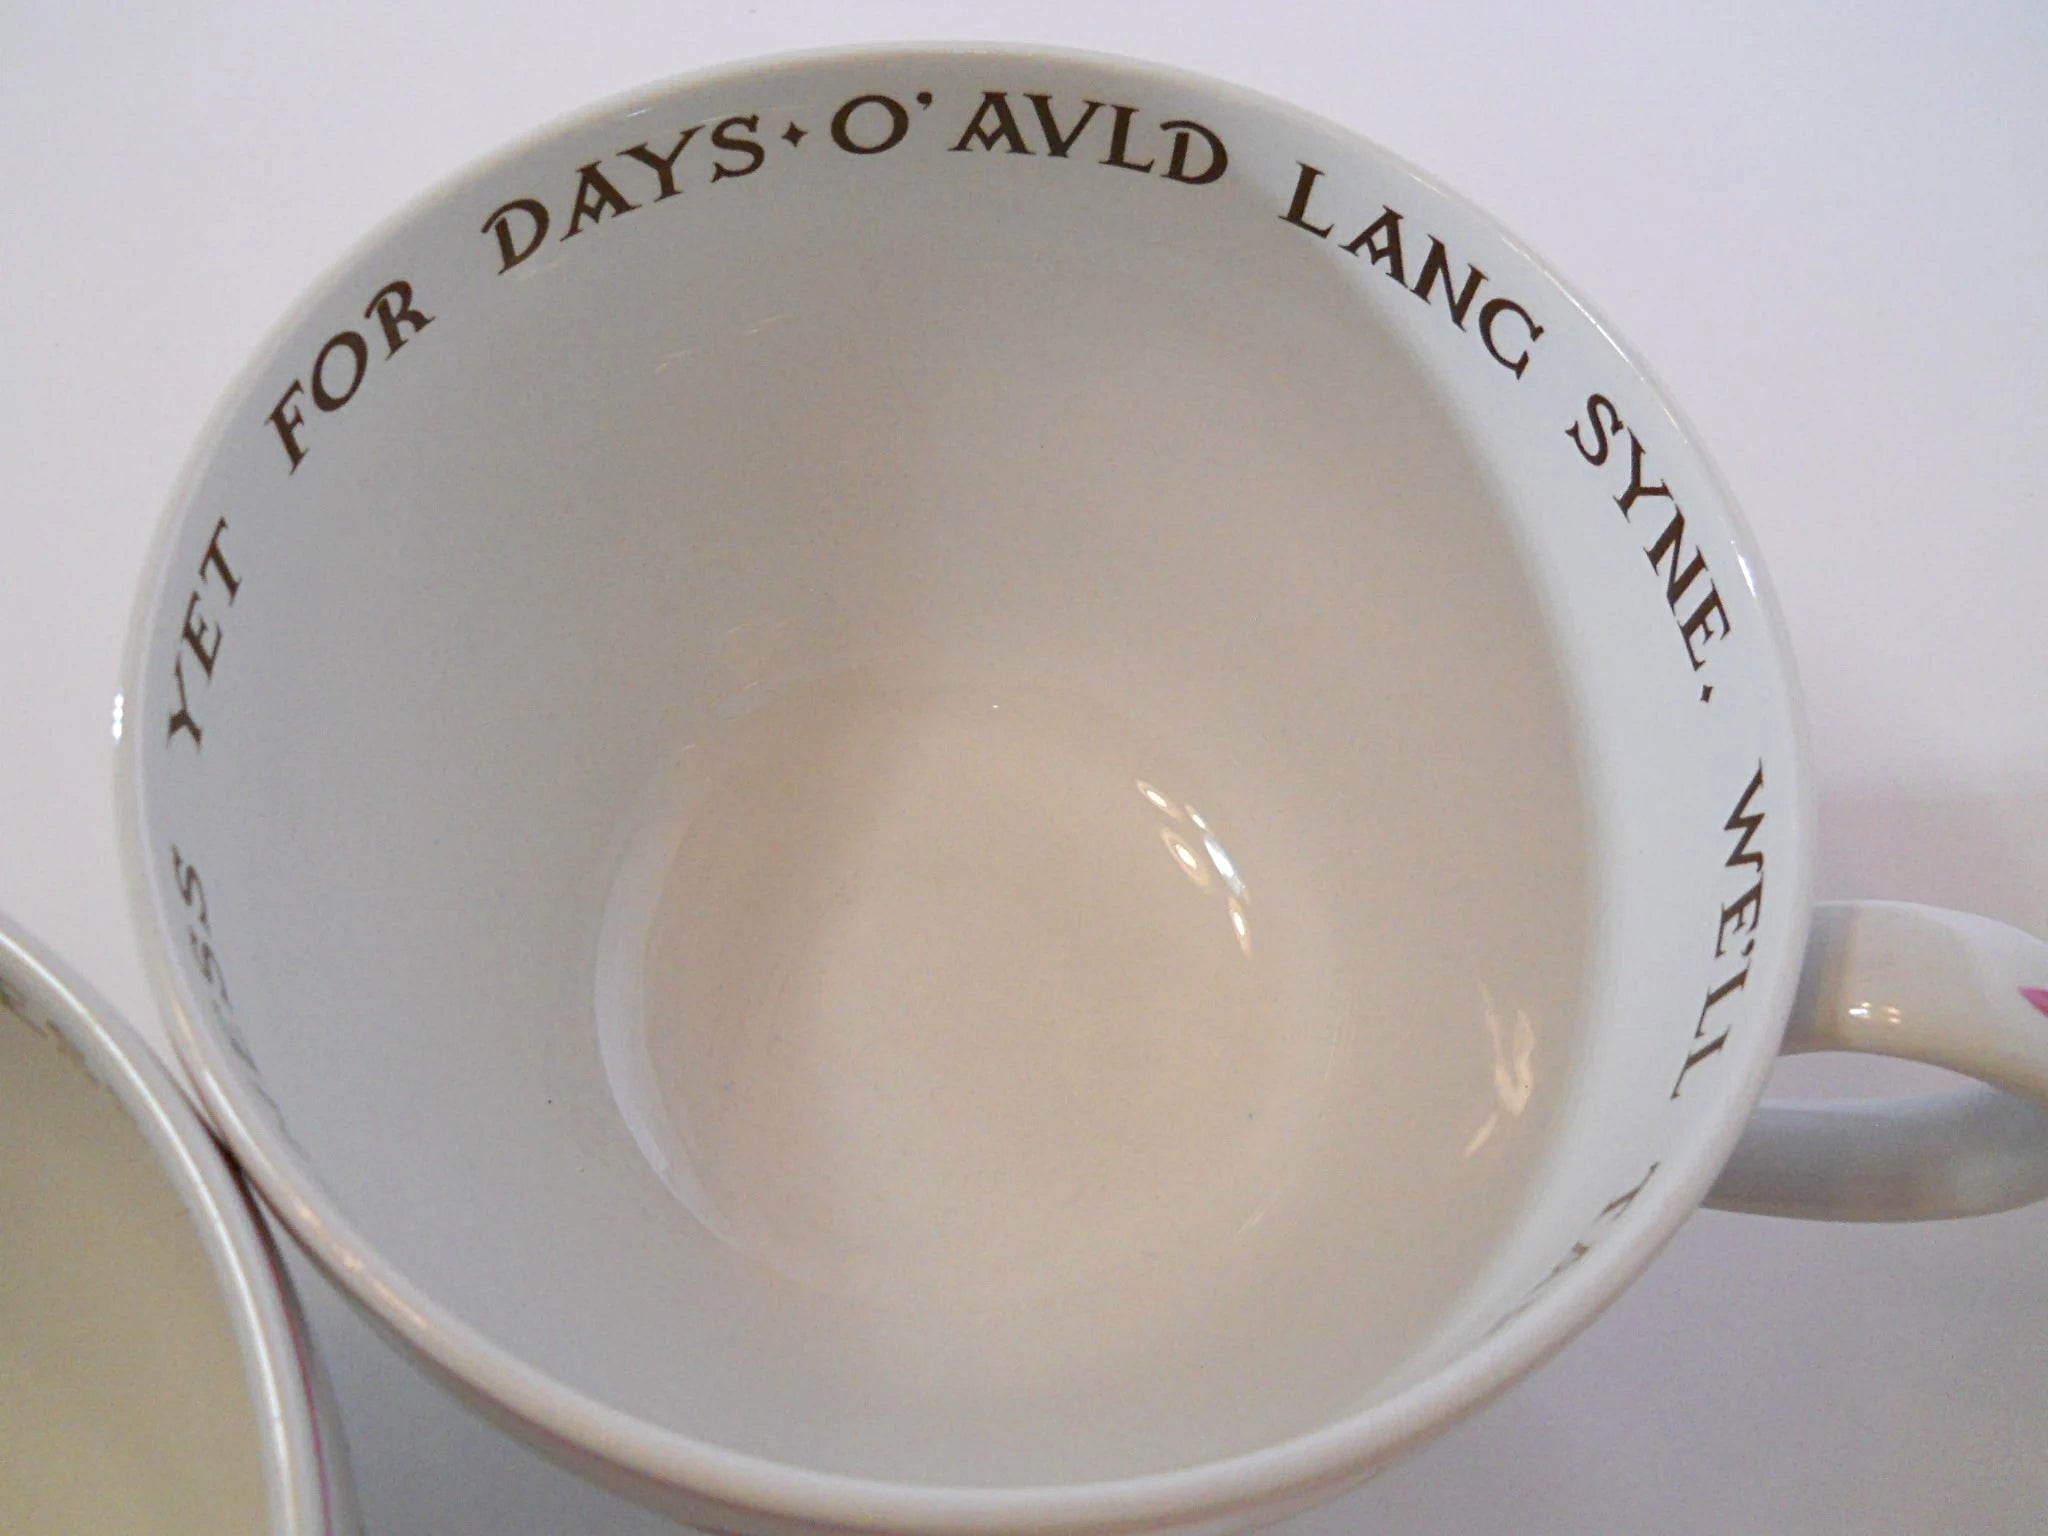 YET FOR DAYS · O' AVLD LANG SYNE. WE'LL